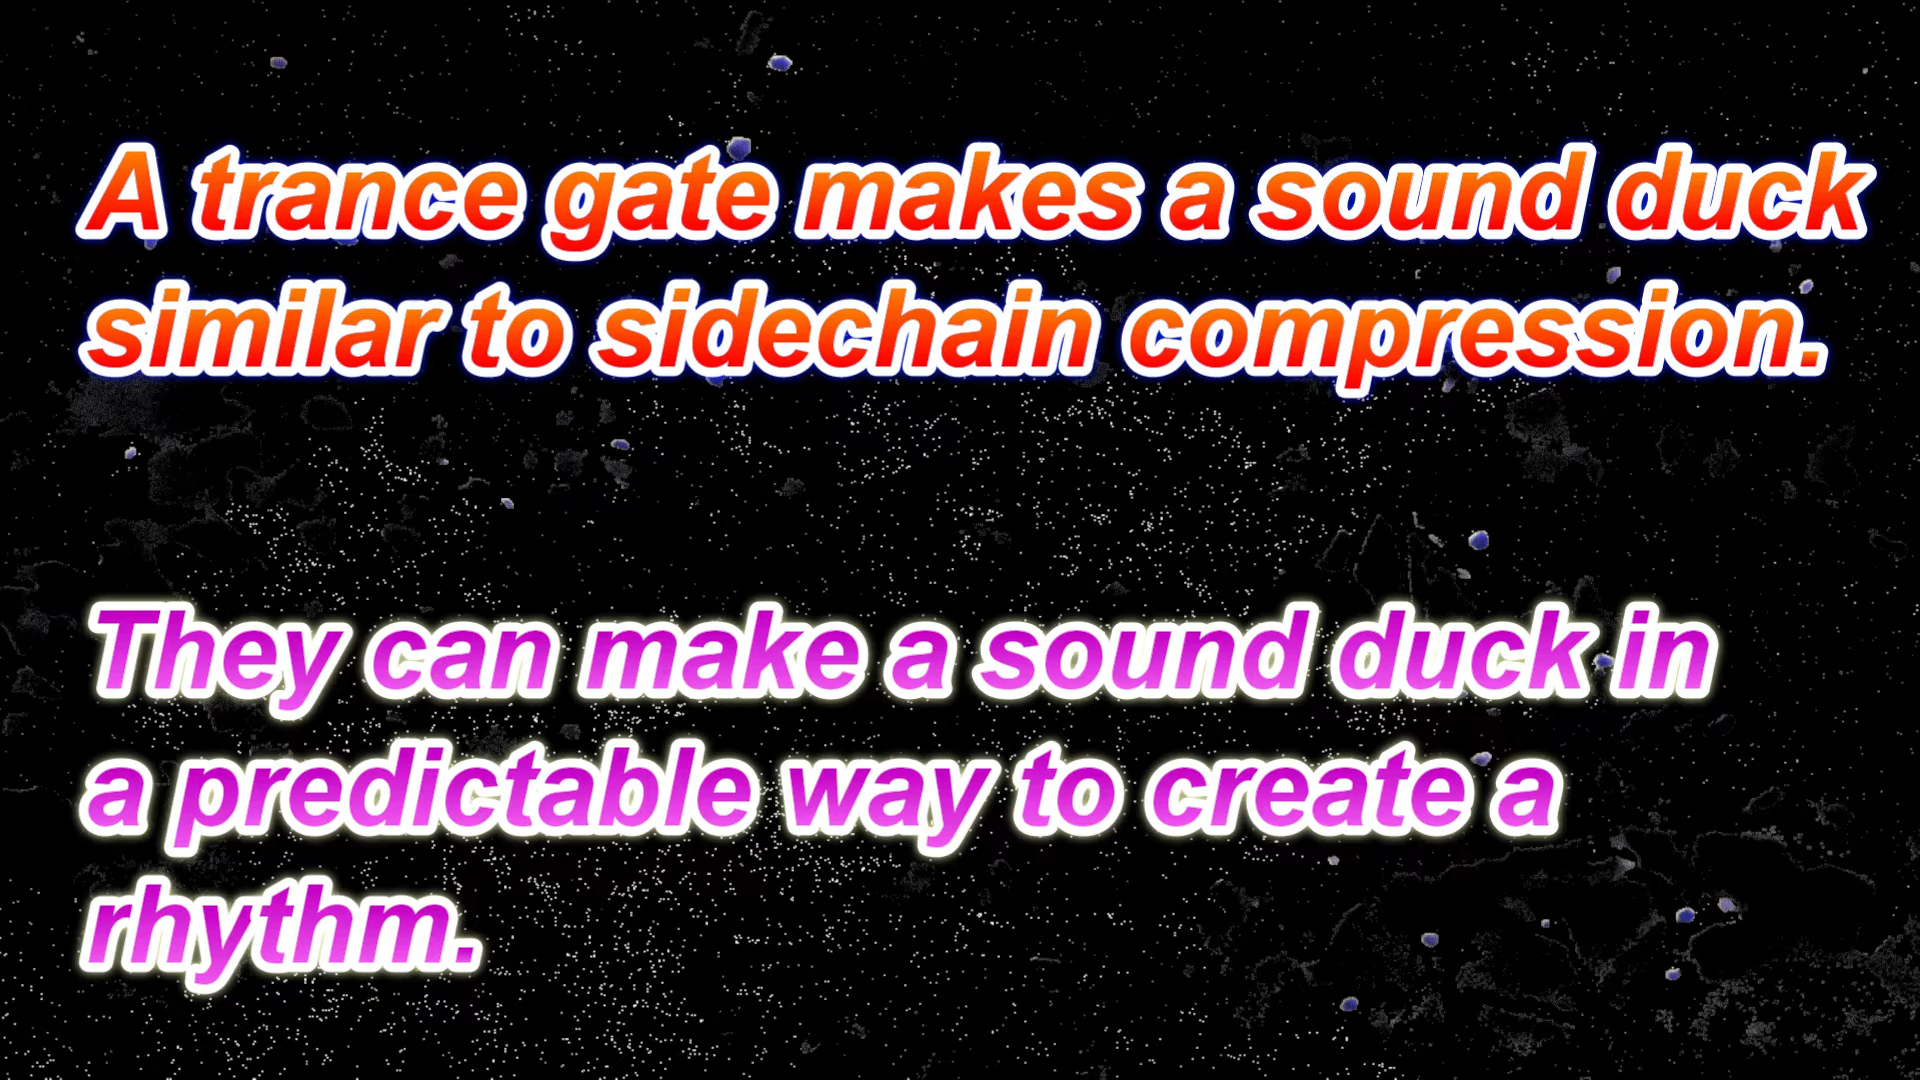 A trance gate makes a sound duck
similar to sidechain compression.
They can make a sound duck in
a predictable way to create a
rhythm.